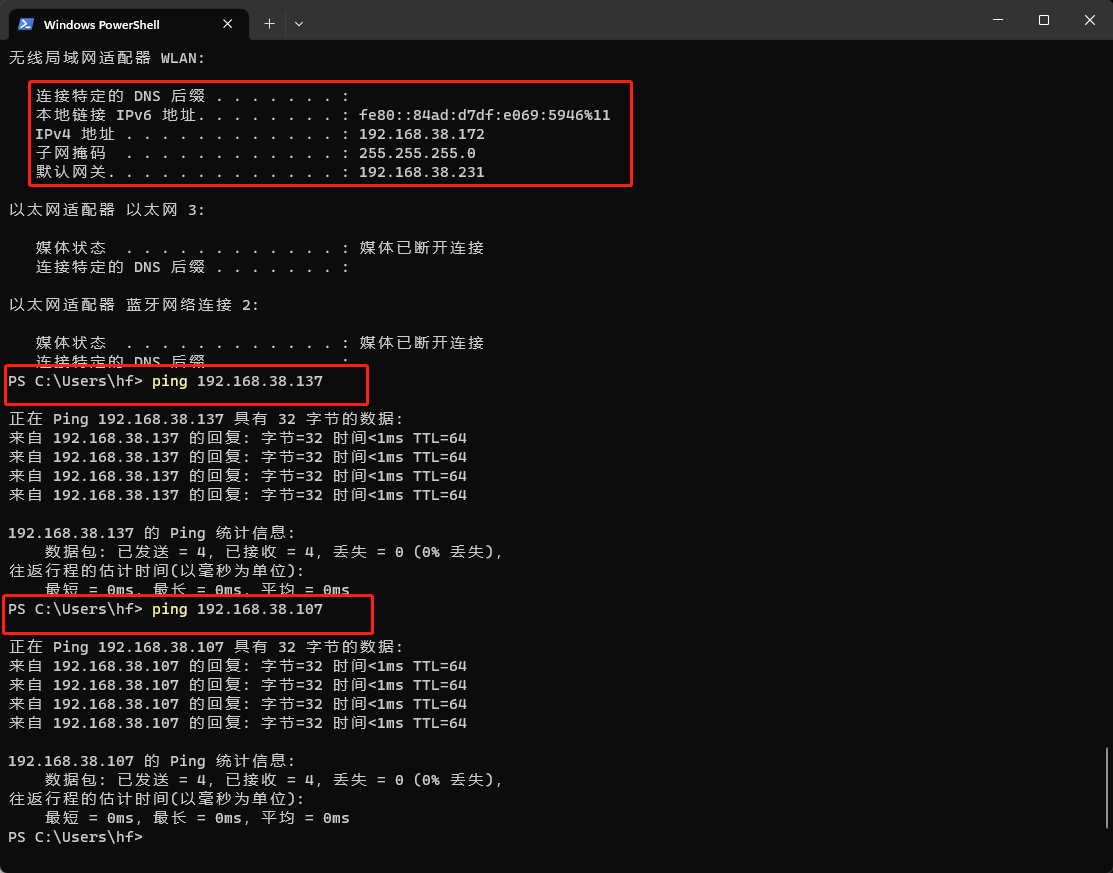 Windows PowerShell
无线局域网适配器 WLAN:
连接特定的 DNS 后缀 . . . . . . . :
本地链接 IPv6 地址. . . . . . . . : fe80::84ad:d7df:e069:5946%11
IPv4 地址 . . . . . . . . . . . . : 192.168.38.172
子网掩码  . . . . . . . . . . . . : 255.255.255.0
默认网关. . . . . . . . . . . . . : 192.168.38.231
以太网适配器 以太网 3:
媒体状态  . . . . . . . . . . . . : 媒体已断开连接
连接特定的 DNS 后缀 . . . . . . . :
以太网适配器 蓝牙网络连接 2:
媒体状态  . . . . . . . . . . . . : 媒体已断开连接
连接特定的 DNS 后缀 :
PS C:\Users\hf> ping 192.168.38.137
正在 Ping 192.168.38.137 具有 32 字节的数据:
来自 192.168.38.137 的回复: 字节=32 时间<1ms TTL=64
来自 192.168.38.137 的回复: 字节=32 时间<1ms TTL=64
来自 192.168.38.137 的回复: 字节=32 时间<1ms TTL=64
来自 192.168.38.137 的回复: 字节=32 时间<1ms TTL=64
192.168.38.137 的 Ping 统计信息:
数据包: 已发送 = 4, 已接收 = 4, 丢失 = 0 (0% 丢失),
往返行程的估计时间(以毫秒为单位):
最短 = 0ms, 最长 = 0ms, 平均 = 0ms
PS C:\Users\hf> ping 192.168.38.107
正在 Ping 192.168.38.107 具有 32 字节的数据:
来自 192.168.38.107 的回复: 字节=32 时间<1ms TTL=64
来自 192.168.38.107 的回复: 字节=32 时间<1ms TTL=64
来自 192.168.38.107 的回复: 字节=32 时间<1ms TTL=64
来自 192.168.38.107 的回复: 字节=32 时间<1ms TTL=64
192.168.38.107 的 Ping 统计信息:
数据包: 已发送 = 4, 已接收 = 4, 丢失 = 0 (0% 丢失),
往返行程的估计时间(以毫秒为单位):
最短 = 0ms, 最长 = 0ms, 平均 = 0ms
PS C:\Users\hf>